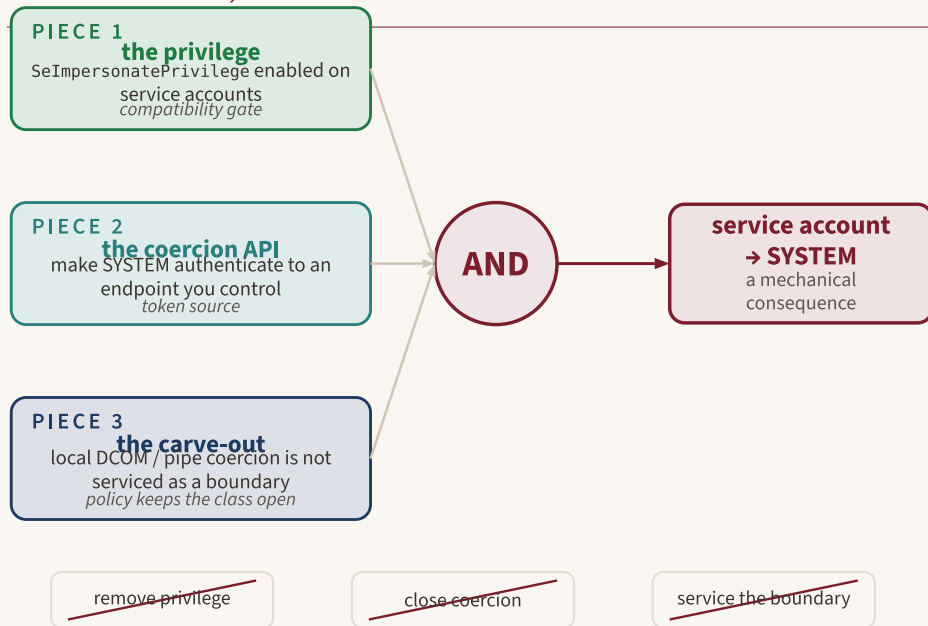 PIECE 1
the privilege
SeImpersonatePrivilege enabled on
service accounts
compatibility gate
PIECE 2
the coercion API
make SYSTEM authenticate to an
endpoint you control
token source
PIECE 3
the carve-out
local DCOM / pipe coercion is not
serviced as a boundary
policy keeps the class open
AND
service account
→ SYSTEM
a mechanical
consequence
remove privilege
close coercion
service the boundary